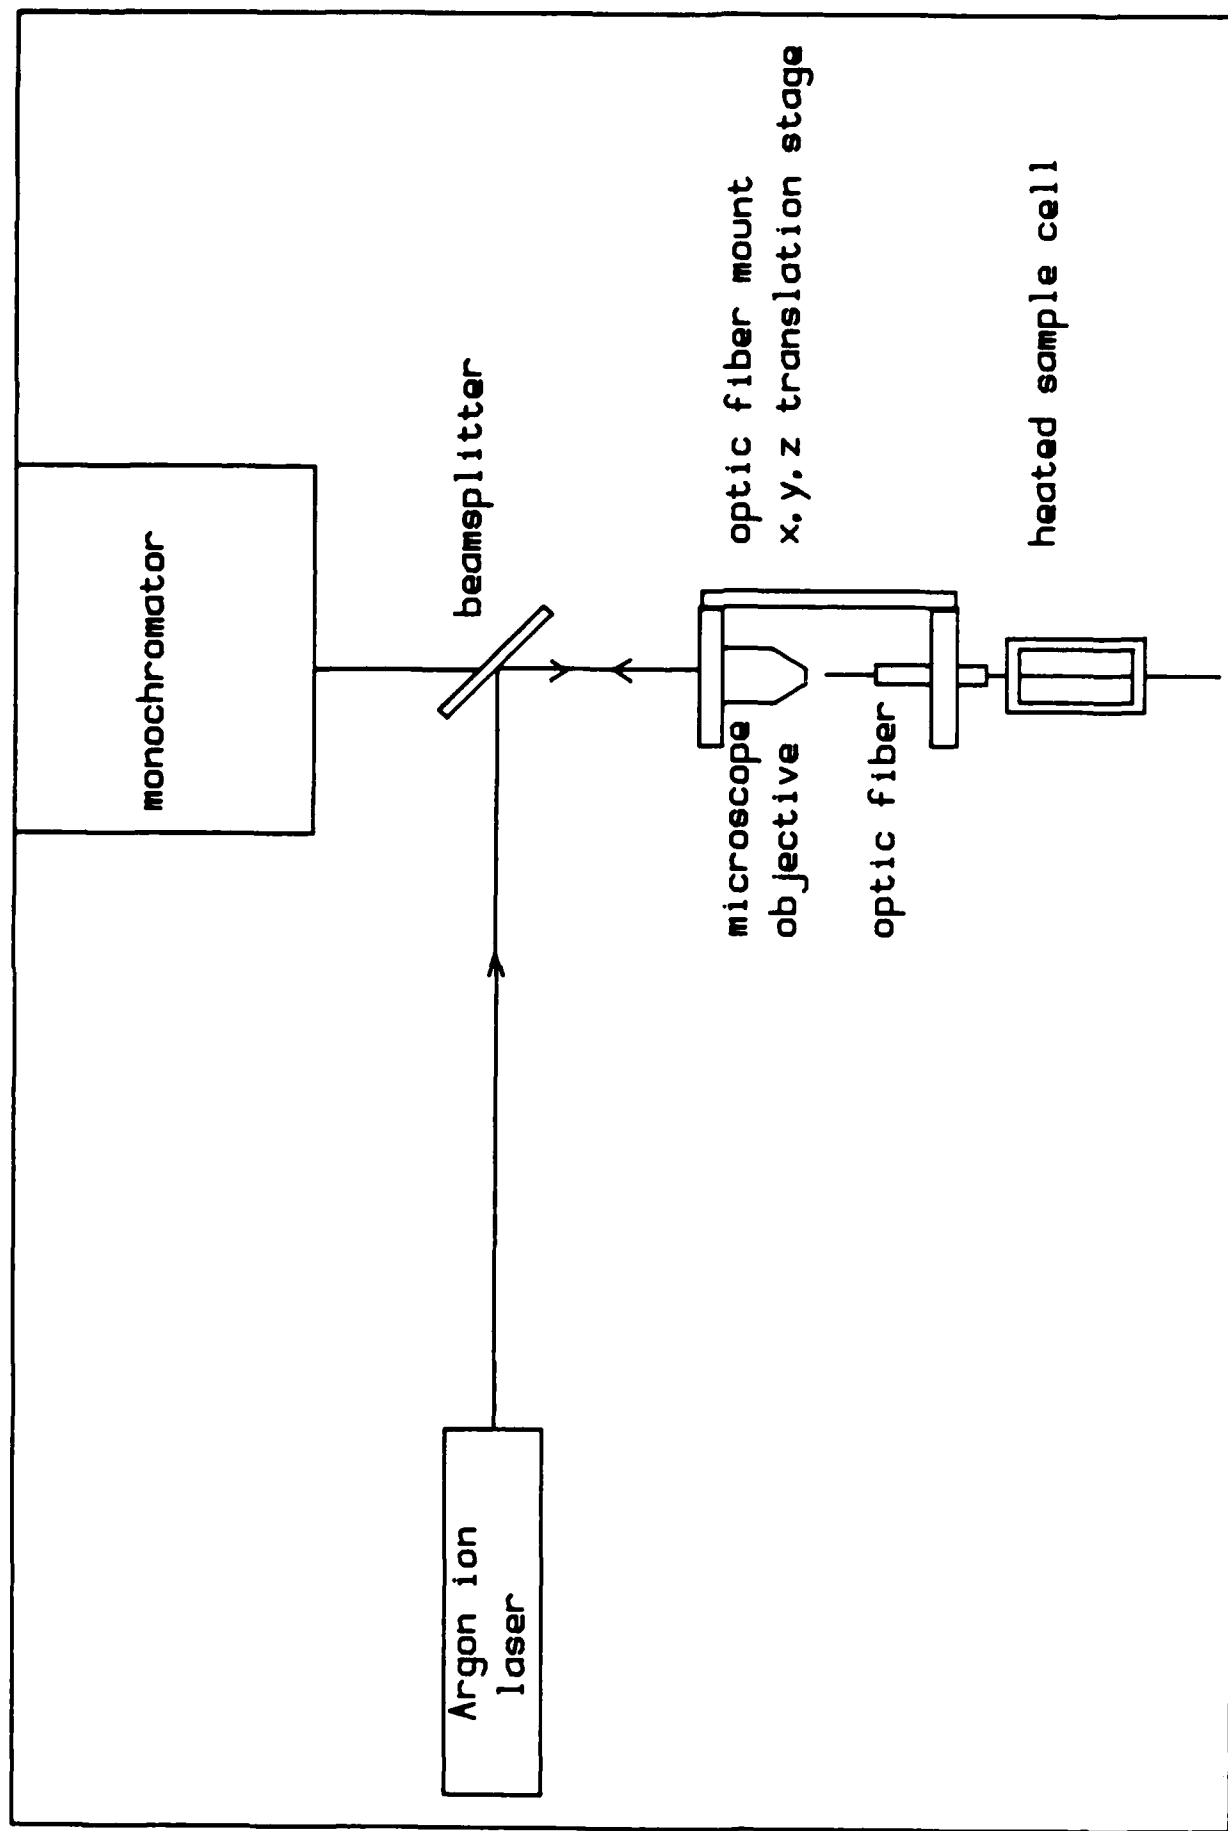 monochromator
beamsplitter
optic fiber mount
x,y,z translation stage
microscope
objective
optic fiber
heated sample cell
Argon ion
laser